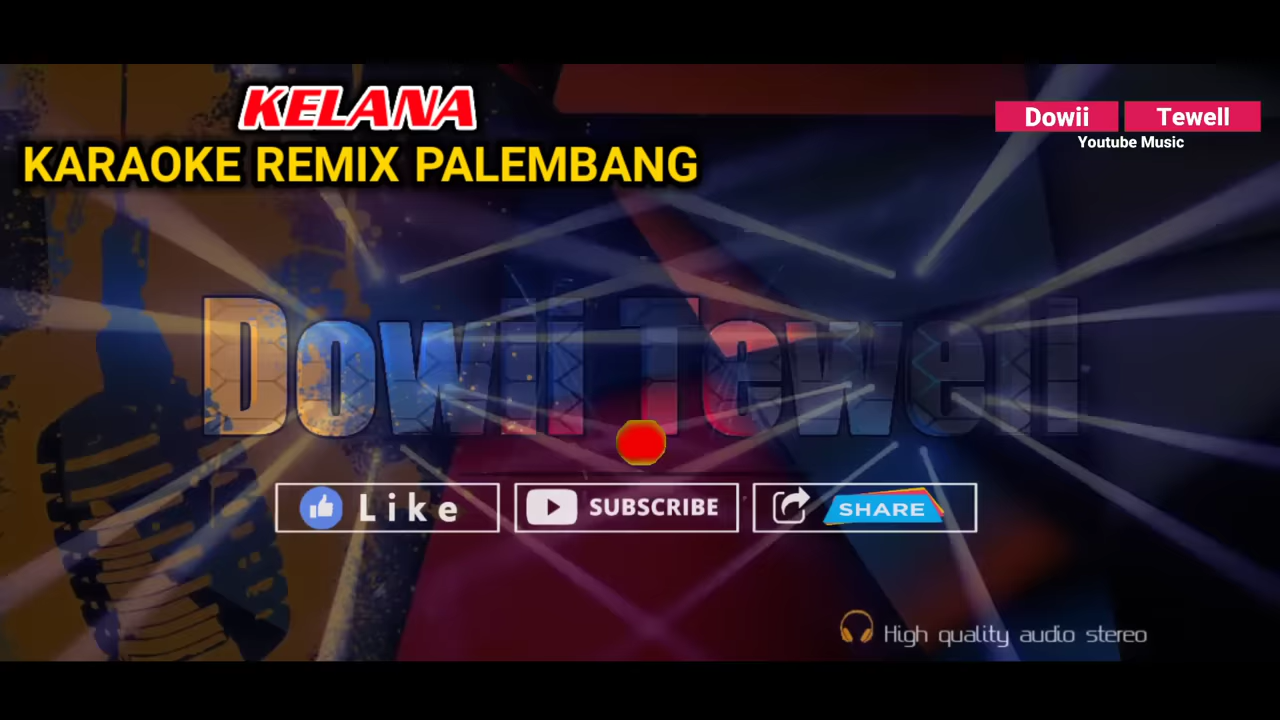 KELANA
KARAOKE REMIX PALEMBANG
Dowii Tewell
Youtube Music
Dowii Tewell
Like SUBSCRIBE SHARE
High quality audio stereo